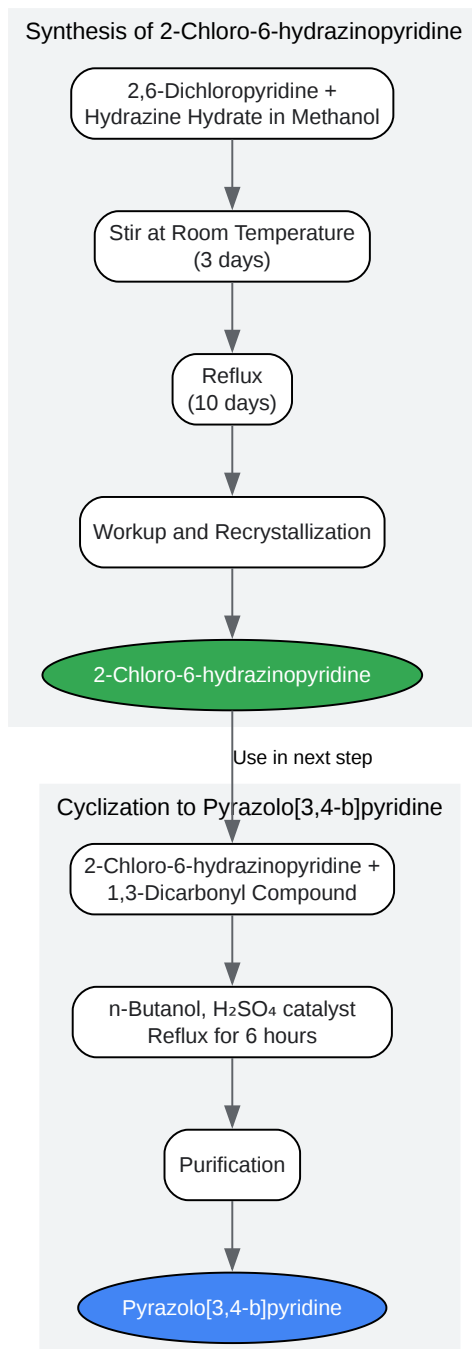 Synthesis of 2-Chloro-6-hydrazinopyridine
2,6-Dichloropyridine +
Hydrazine Hydrate in Methanol
Stir at Room Temperature
(3 days)
Reflux
(10 days)
Workup and Recrystallization
2-Chloro-6-hydrazinopyridine
Use in next step
Cyclization to Pyrazolo[3,4-b]pyridine
2-Chloro-6-hydrazinopyridine +
1,3-Dicarbonyl Compound
n-Butanol, H₂SO₄ catalyst
Reflux for 6 hours
Purification
Pyrazolo[3,4-b]pyridine